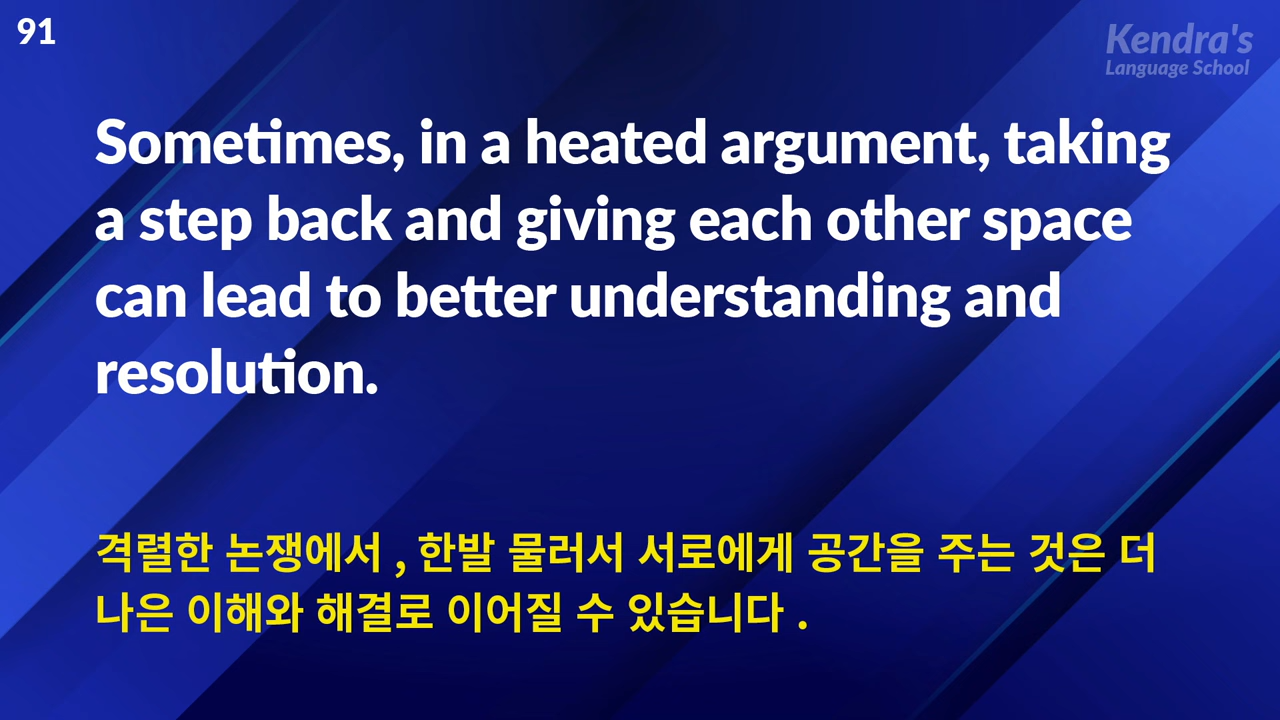 91
Kendra's
Language School
Sometimes, in a heated argument, taking
a step back and giving each other space
can lead to better understanding and
resolution.
격렬한 논쟁에서 , 한발 물러서 서로에게 공간을 주는 것은 더
나은 이해와 해결로 이어질 수 있습니다 .